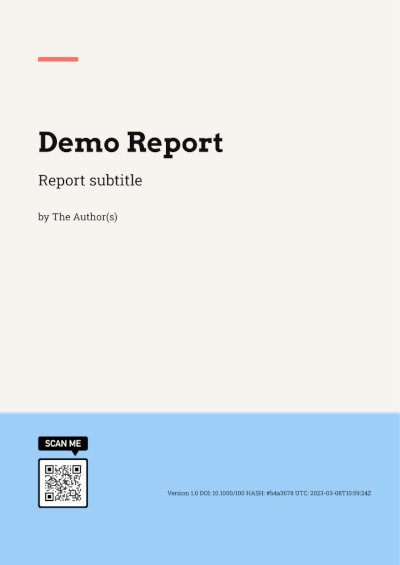 Demo Report
Report subtitle
by The Author(s)
SCAN ME
Version 1.0 DOI: 10.1000/100 HASH: #b4a3678 UTC: 2023-03-08T10:59:24Z